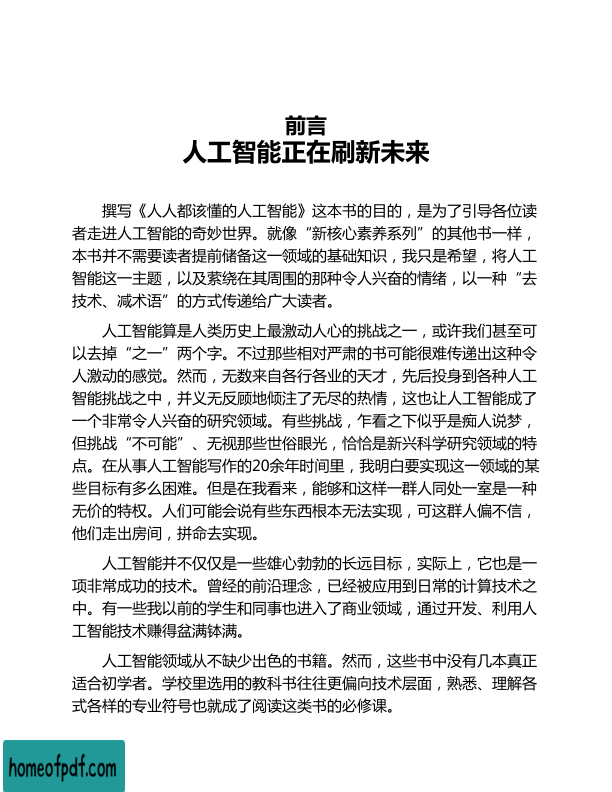 前言
人工智能正在刷新未来
撰写《人人都该懂的人工智能》这本书的目的，是为了引导各位读
者走进人工智能的奇妙世界。就像“新核心素养系列”的其他书一样，
本书并不需要读者提前储备这一领域的基础知识，我只是希望，将人工
智能这一主题，以及萦绕在其周围的那种令人兴奋的情绪，以一种“去
技术、减术语”的方式传递给广大读者。
人工智能算是人类历史上最激动人心的挑战之一，或许我们甚至可
以去掉“之一”两个字。不过那些相对严肃的书可能很难传递出这种令
人激动的感觉。然而，无数来自各行各业的天才，先后投身到各种人工
智能挑战之中，并义无反顾地倾注了无尽的热情，这也让人工智能成了
一个非常令人兴奋的研究领域。有些挑战，乍看之下似乎是痴人说梦，
但挑战“不可能”、无视那些世俗眼光，恰恰是新兴科学研究领域的特
点。在从事人工智能写作的20余年时间里，我明白要实现这一领域的某
些目标有多么困难。但是在我看来，能够和这样一群人同处一室是一种
无价的特权。人们可能会说有些东西根本无法实现，可这群人偏不信，
他们走出房间，拼命去实现。
人工智能并不仅仅是一些雄心勃勃的长远目标，实际上，它也是一
项非常成功的技术。曾经的前沿理念，已经被应用到日常的计算技术之
中。有一些我以前的学生和同事也进入了商业领域，通过开发、利用人
工智能技术赚得盆满钵满。
人工智能领域从不缺少出色的书籍。然而，这些书中没有几本真正
适合初学者。学校里选用的教科书往往更偏向技术层面，熟悉、理解各
式各样的专业符号也就成了阅读这类书的必修课。
homeofpdf.com